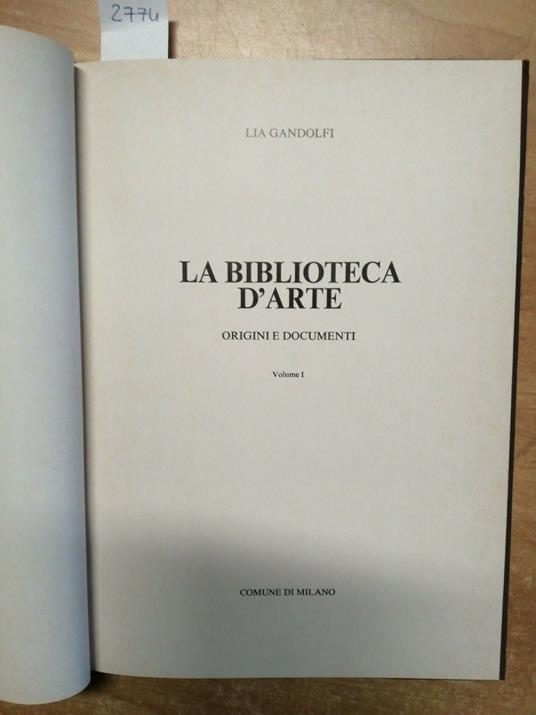 2774
LIA GANDOLFI
LA BIBLIOTECA
D'ARTE
ORIGINI E DOCUMENTI
Volume I
COMUNE DI MILANO